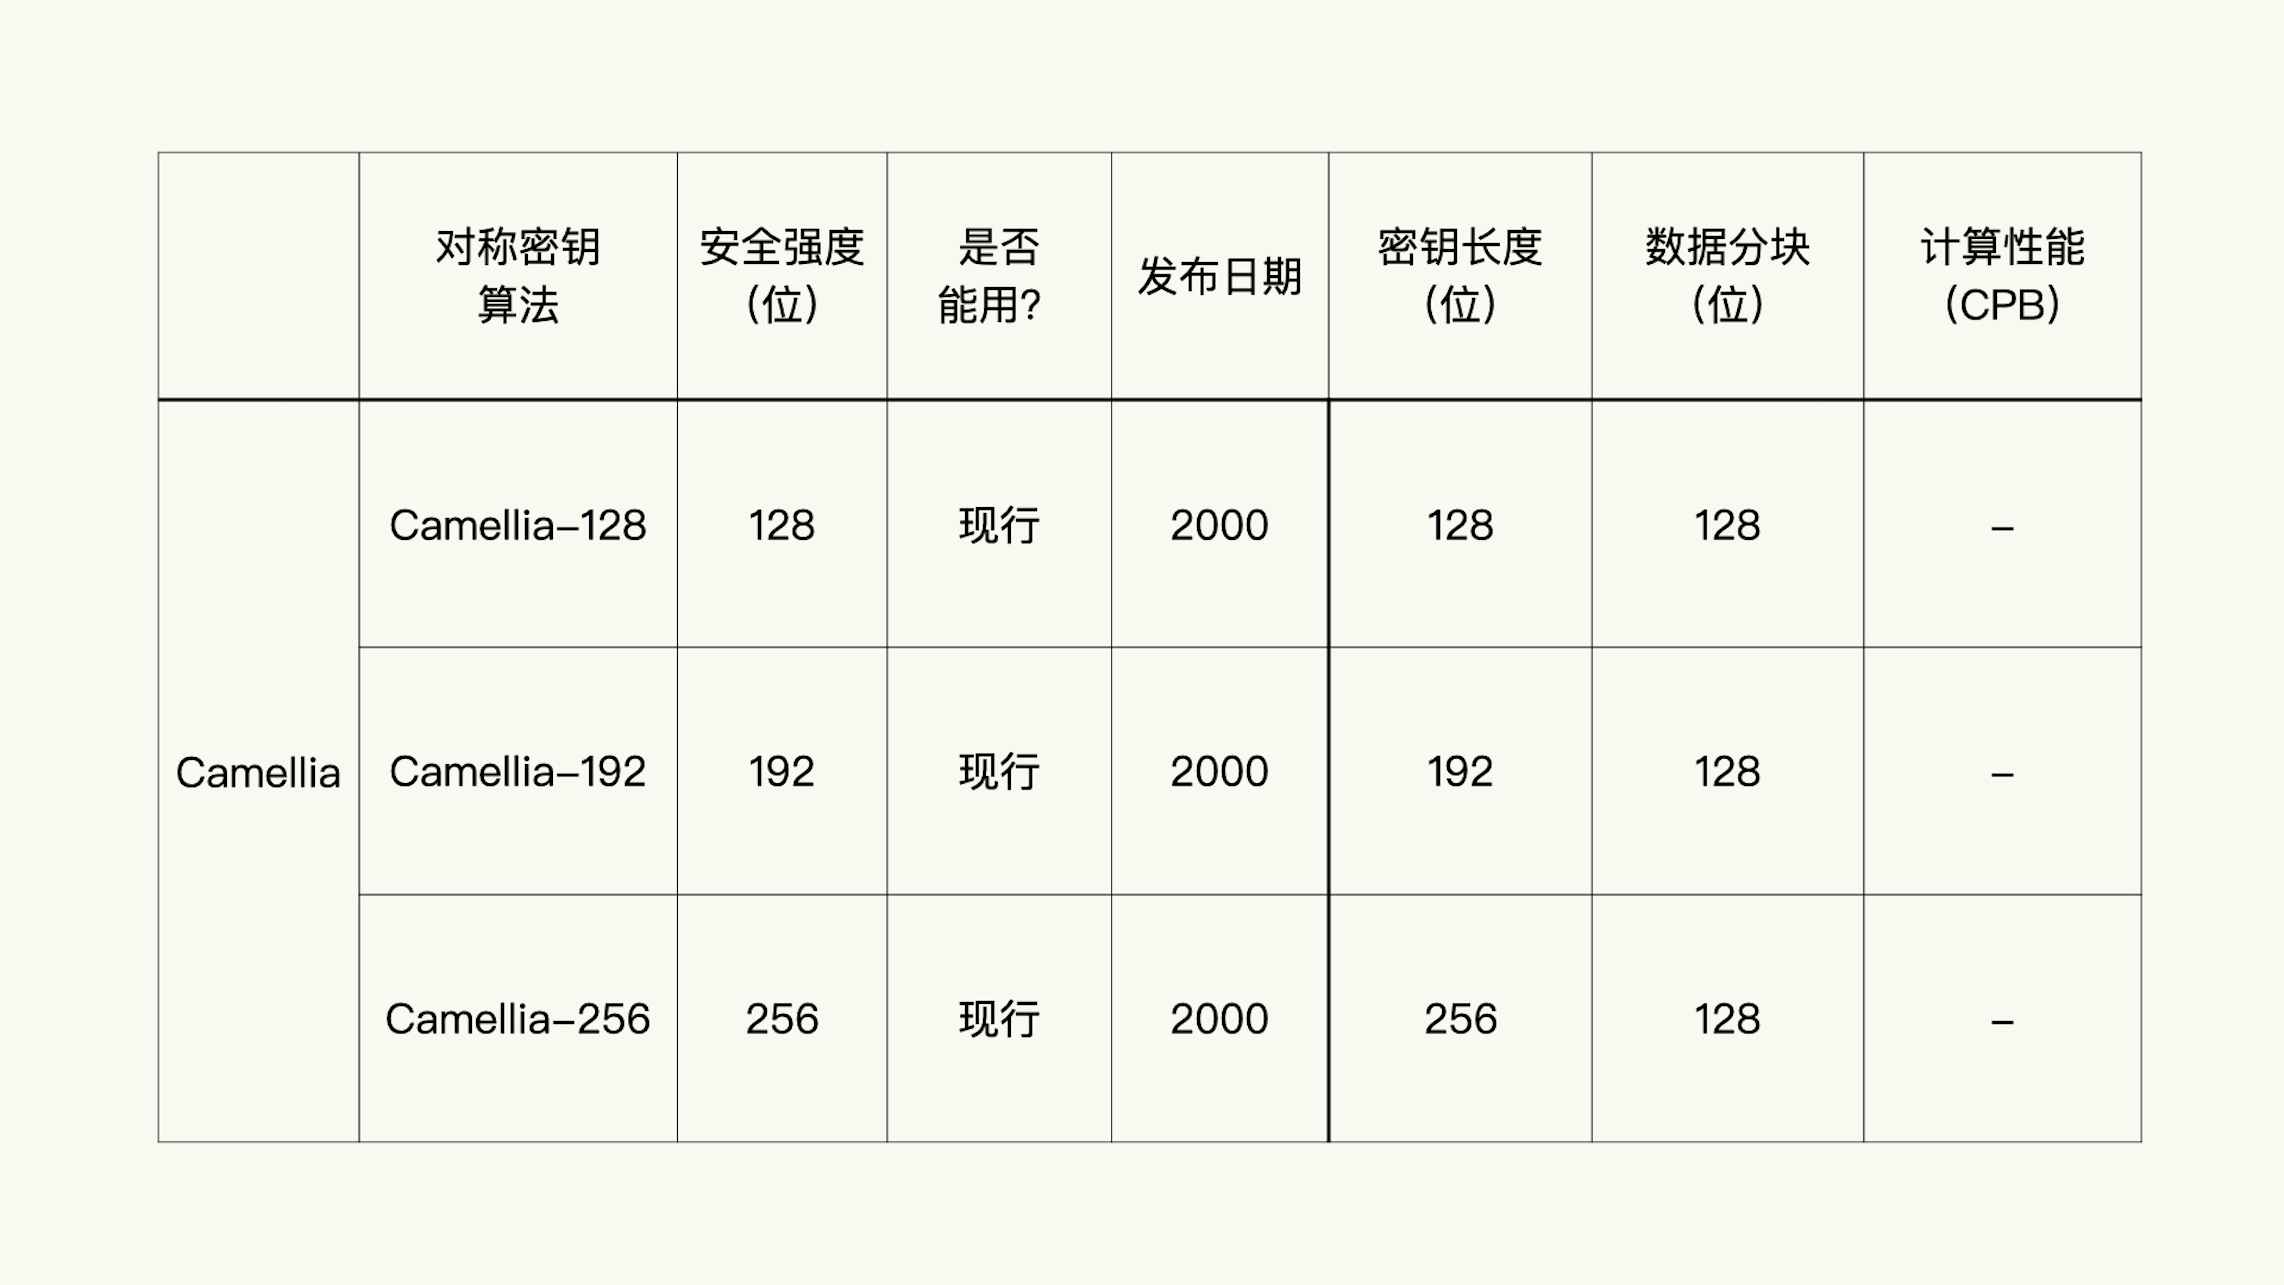 对称密钥
算法
安全强度
（位）
是否
能用？
发布日期
密钥长度
（位）
数据分块
（位）
计算性能
（CPB）
Camellia
Camellia–128
128
现行
2000
128
128
–
Camellia–192
192
现行
2000
192
128
–
Camellia–256
256
现行
2000
256
128
–